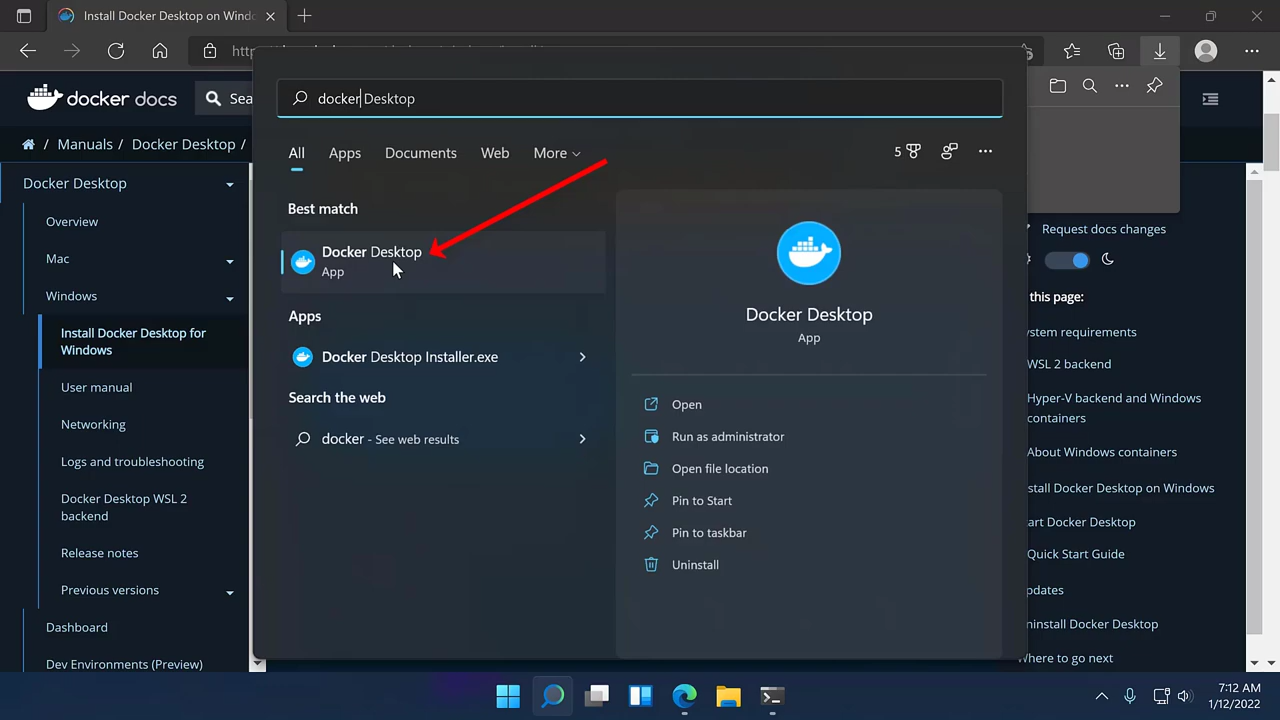 Install Docker Desktop on Windo
docker docs
Sea
docker Desktop
All Apps Documents Web More
5
Manuals / Docker Desktop /
Docker Desktop
Overview
Mac
Windows
Install Docker Desktop for
Windows
User manual
Networking
Logs and troubleshooting
Docker Desktop WSL 2
backend
Release notes
Previous versions
Dashboard
Dev Environments (Preview)
Best match
Docker Desktop
App
Apps
Docker Desktop Installer.exe
Search the web
docker - See web results
Docker Desktop
App
Open
Run as administrator
Open file location
Pin to Start
Pin to taskbar
Uninstall
Request docs changes
this page:
ystem requirements
WSL 2 backend
Hyper-V backend and Windows
containers
About Windows containers
stall Docker Desktop on Windows
art Docker Desktop
Quick Start Guide
pdates
ninstall Docker Desktop
Where to go next
7:12 AM
1/12/2022